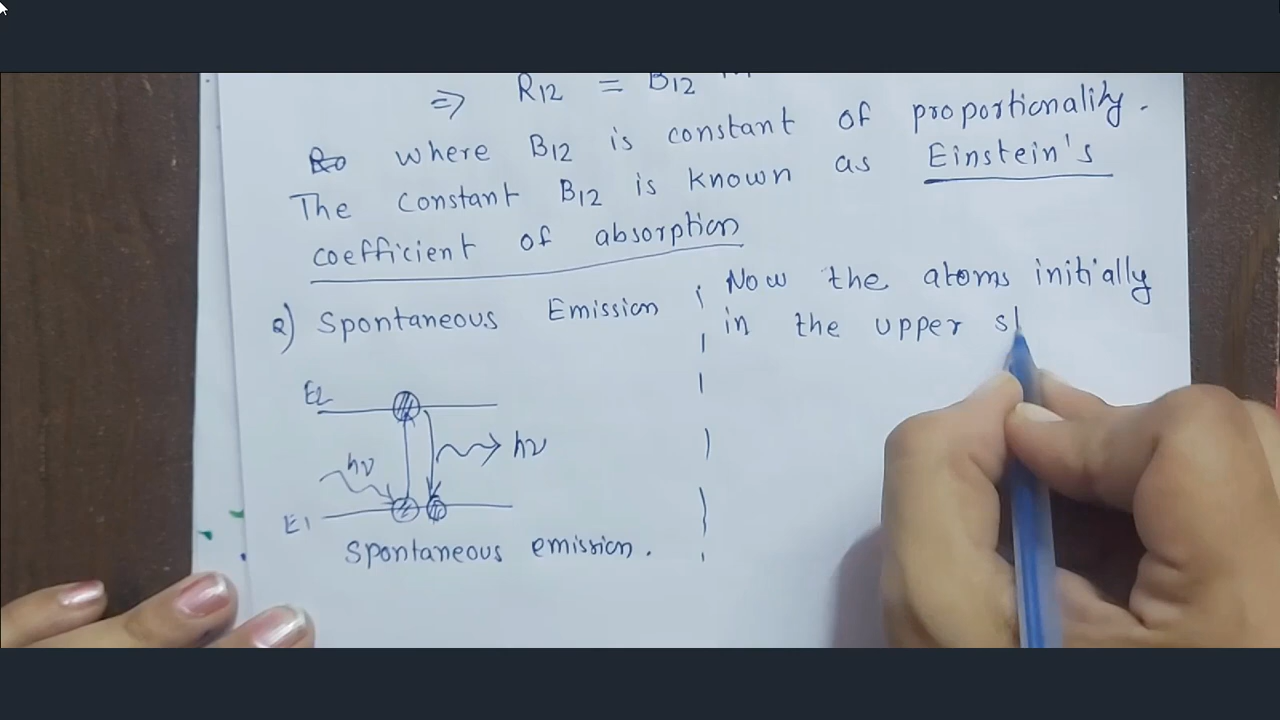 ⇒ R12 = B12
where B12 is constant of proportionality.
The constant B12 is known as Einstein's
coefficient of absorption
2) Spontaneous Emission
Now the atoms initially
in the upper
E2
hν
hν
E1
Spontaneous emission.